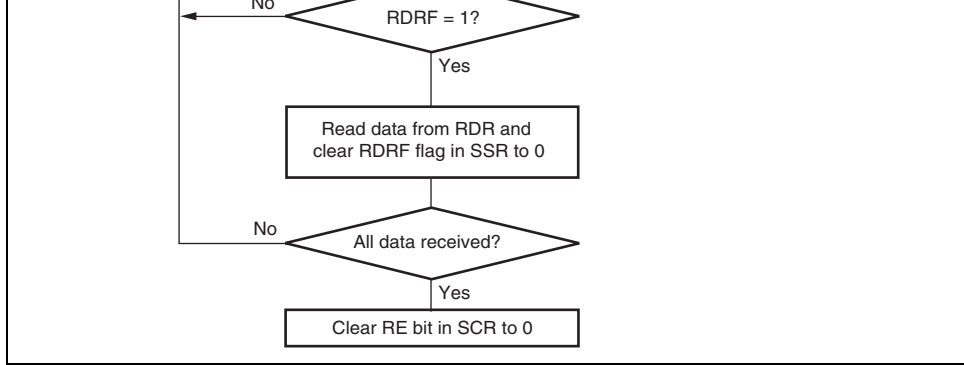 No
RDRF = 1?
Yes
Read data from RDR and
clear RDRF flag in SSR to 0
No
All data received?
Yes
Clear RE bit in SCR to 0